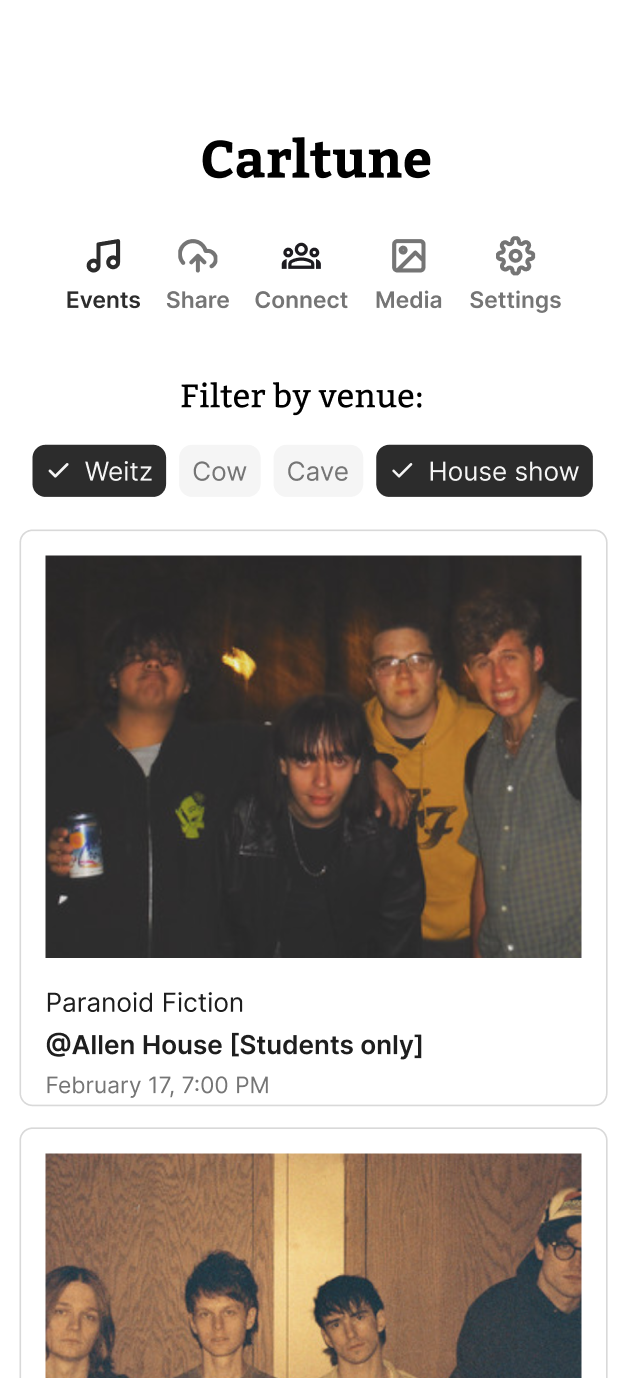 Carltune
Events Share Connect Media Settings
Filter by venue:
Weitz Cow Cave House show
Paranoid Fiction
@Allen House [Students only]
February 17, 7:00 PM